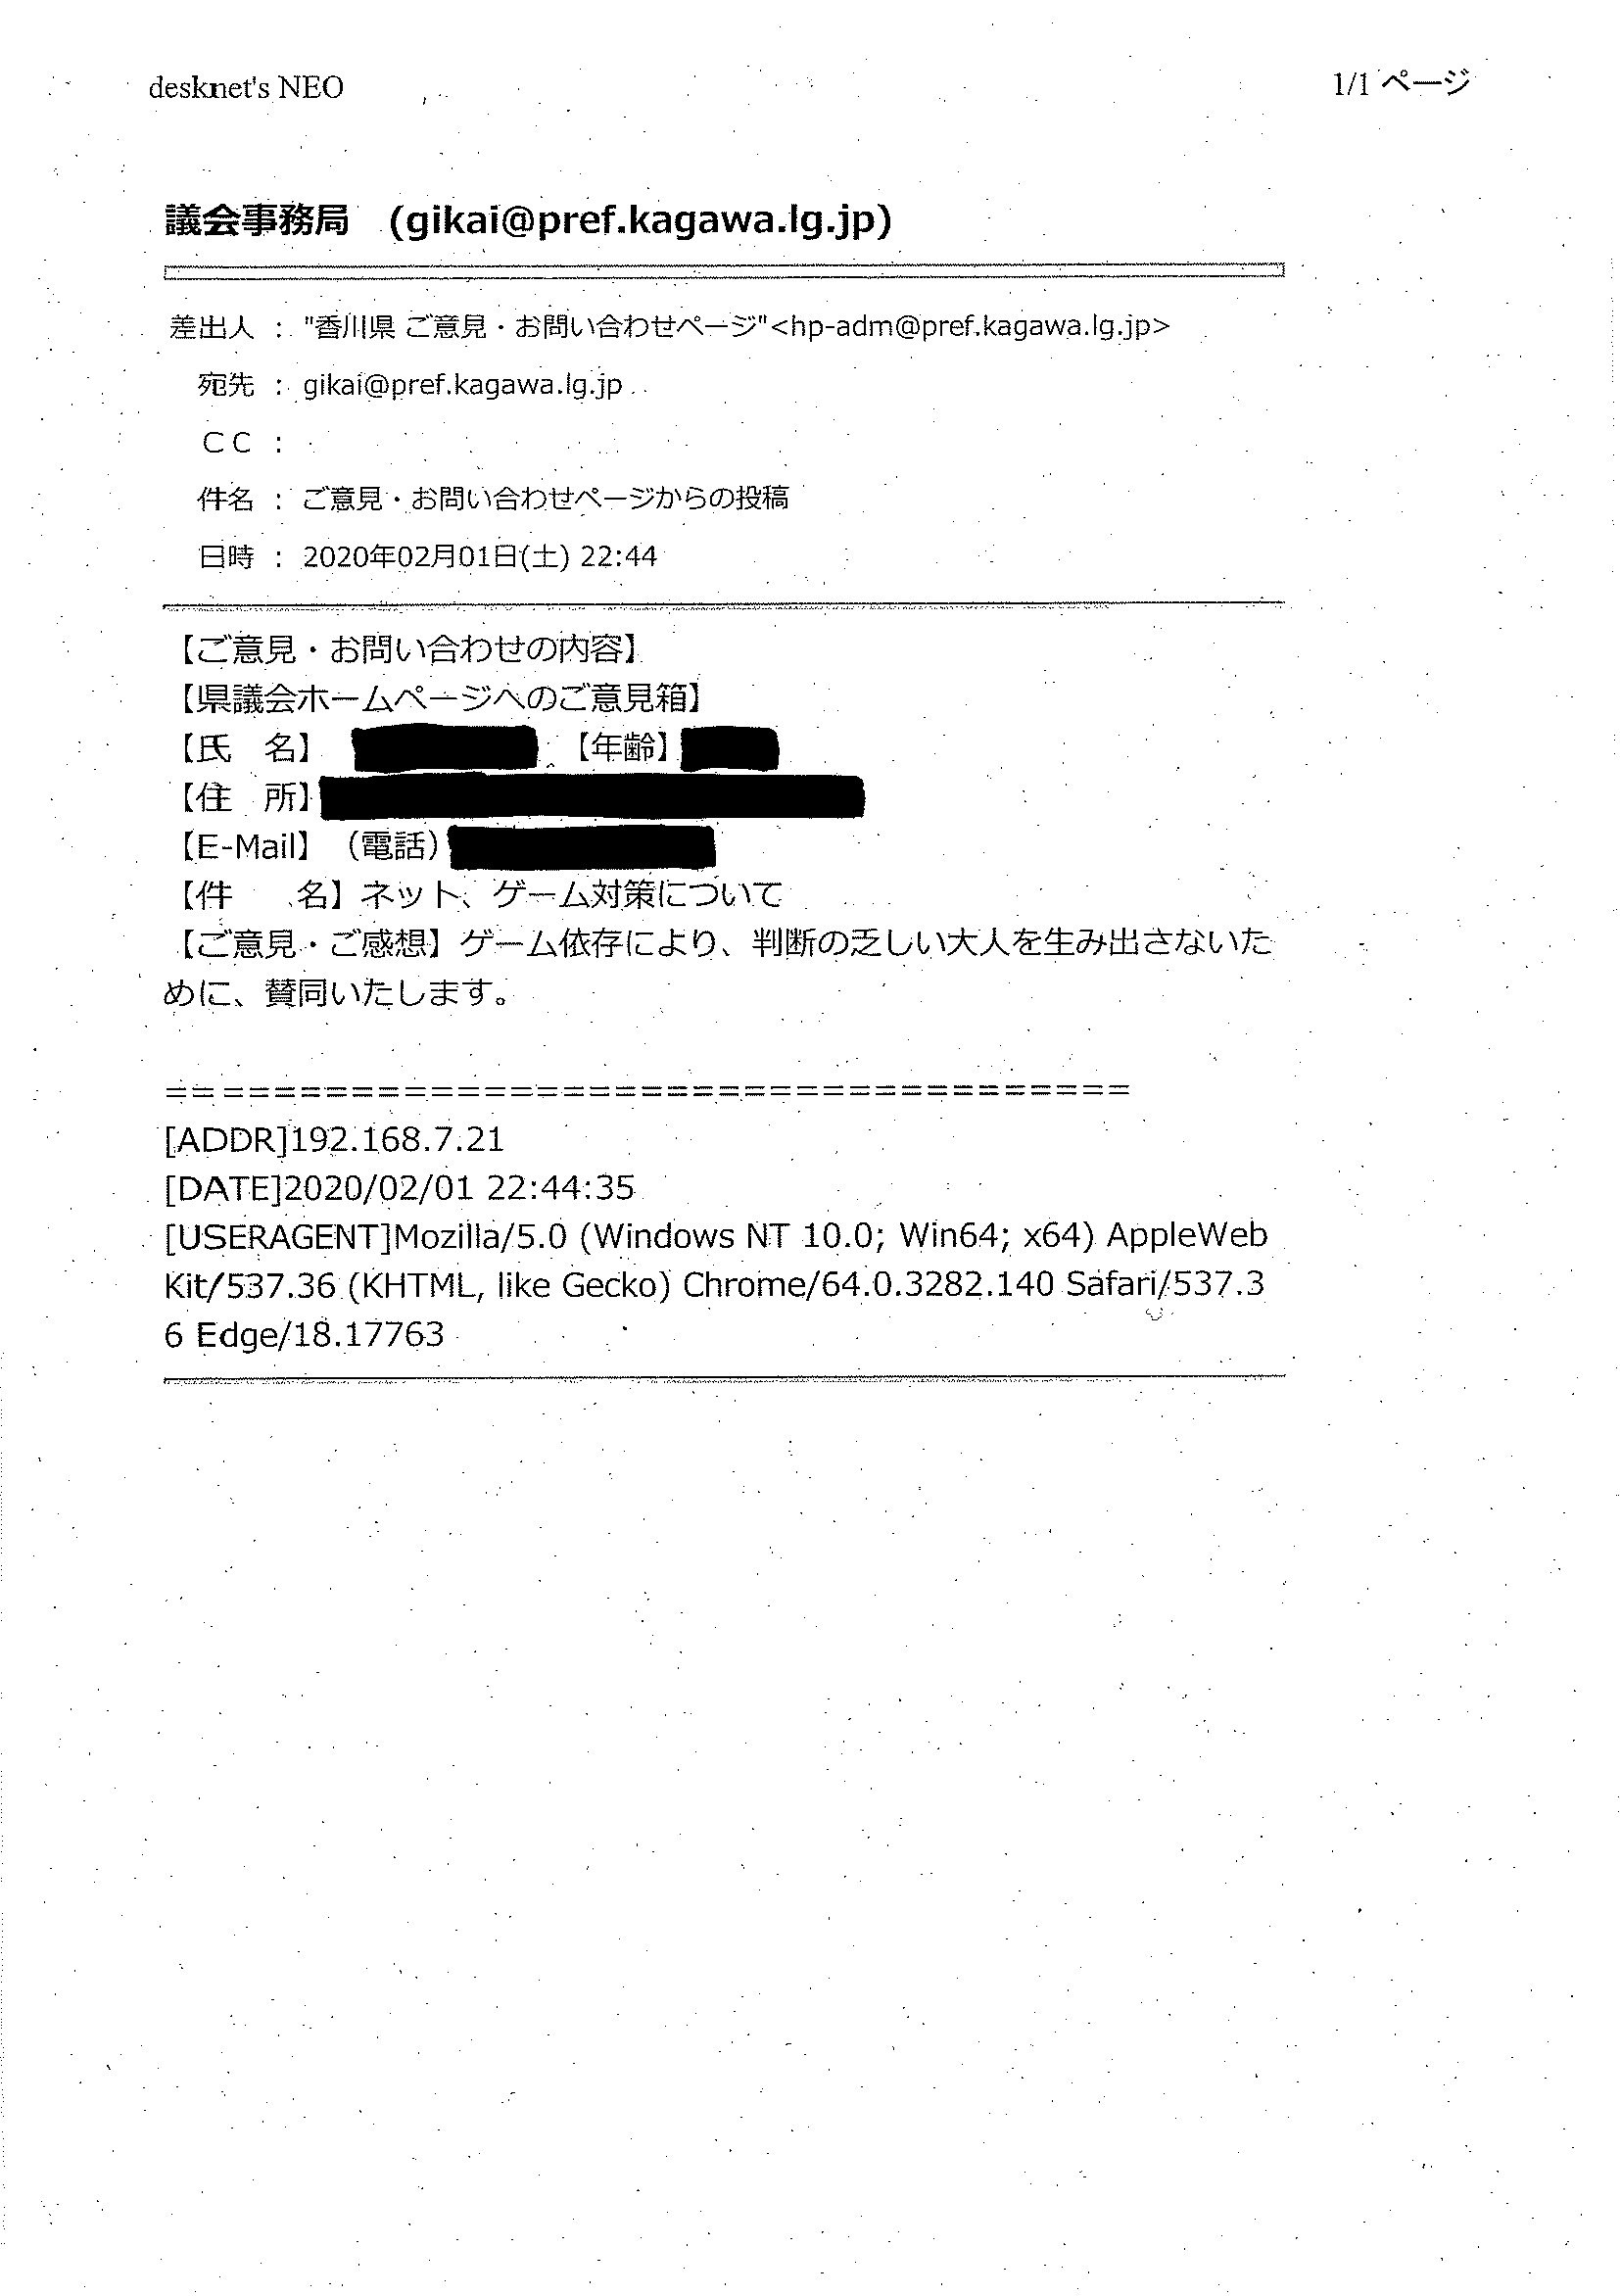 desknet's NEO 1/1 ページ
議会事務局 (gikai@pref.kagawa.lg.jp)
差出人 : "香川県 ご意見・お問い合わせページ"<hp-adm@pref.kagawa.lg.jp>
宛先 : gikai@pref.kagawa.lg.jp
CC :
件名 : ご意見・お問い合わせページからの投稿
日時 : 2020年02月01日(土) 22:44
【ご意見・お問い合わせの内容】
【県議会ホームページへのご意見箱】
【氏 名】 【年齢】
【住 所】
【E-Mail】（電話）
【件 名】ネット、ゲーム対策について
【ご意見・ご感想】ゲーム依存により、判断の乏しい大人を生み出さないた
めに、賛同いたします。
======================================
[ADDR]192.168.7.21
[DATE]2020/02/01 22:44:35
[USERAGENT]Mozilla/5.0 (Windows NT 10.0; Win64; x64) AppleWeb
Kit/537.36 (KHTML, like Gecko) Chrome/64.0.3282.140 Safari/537.3
6 Edge/18.17763